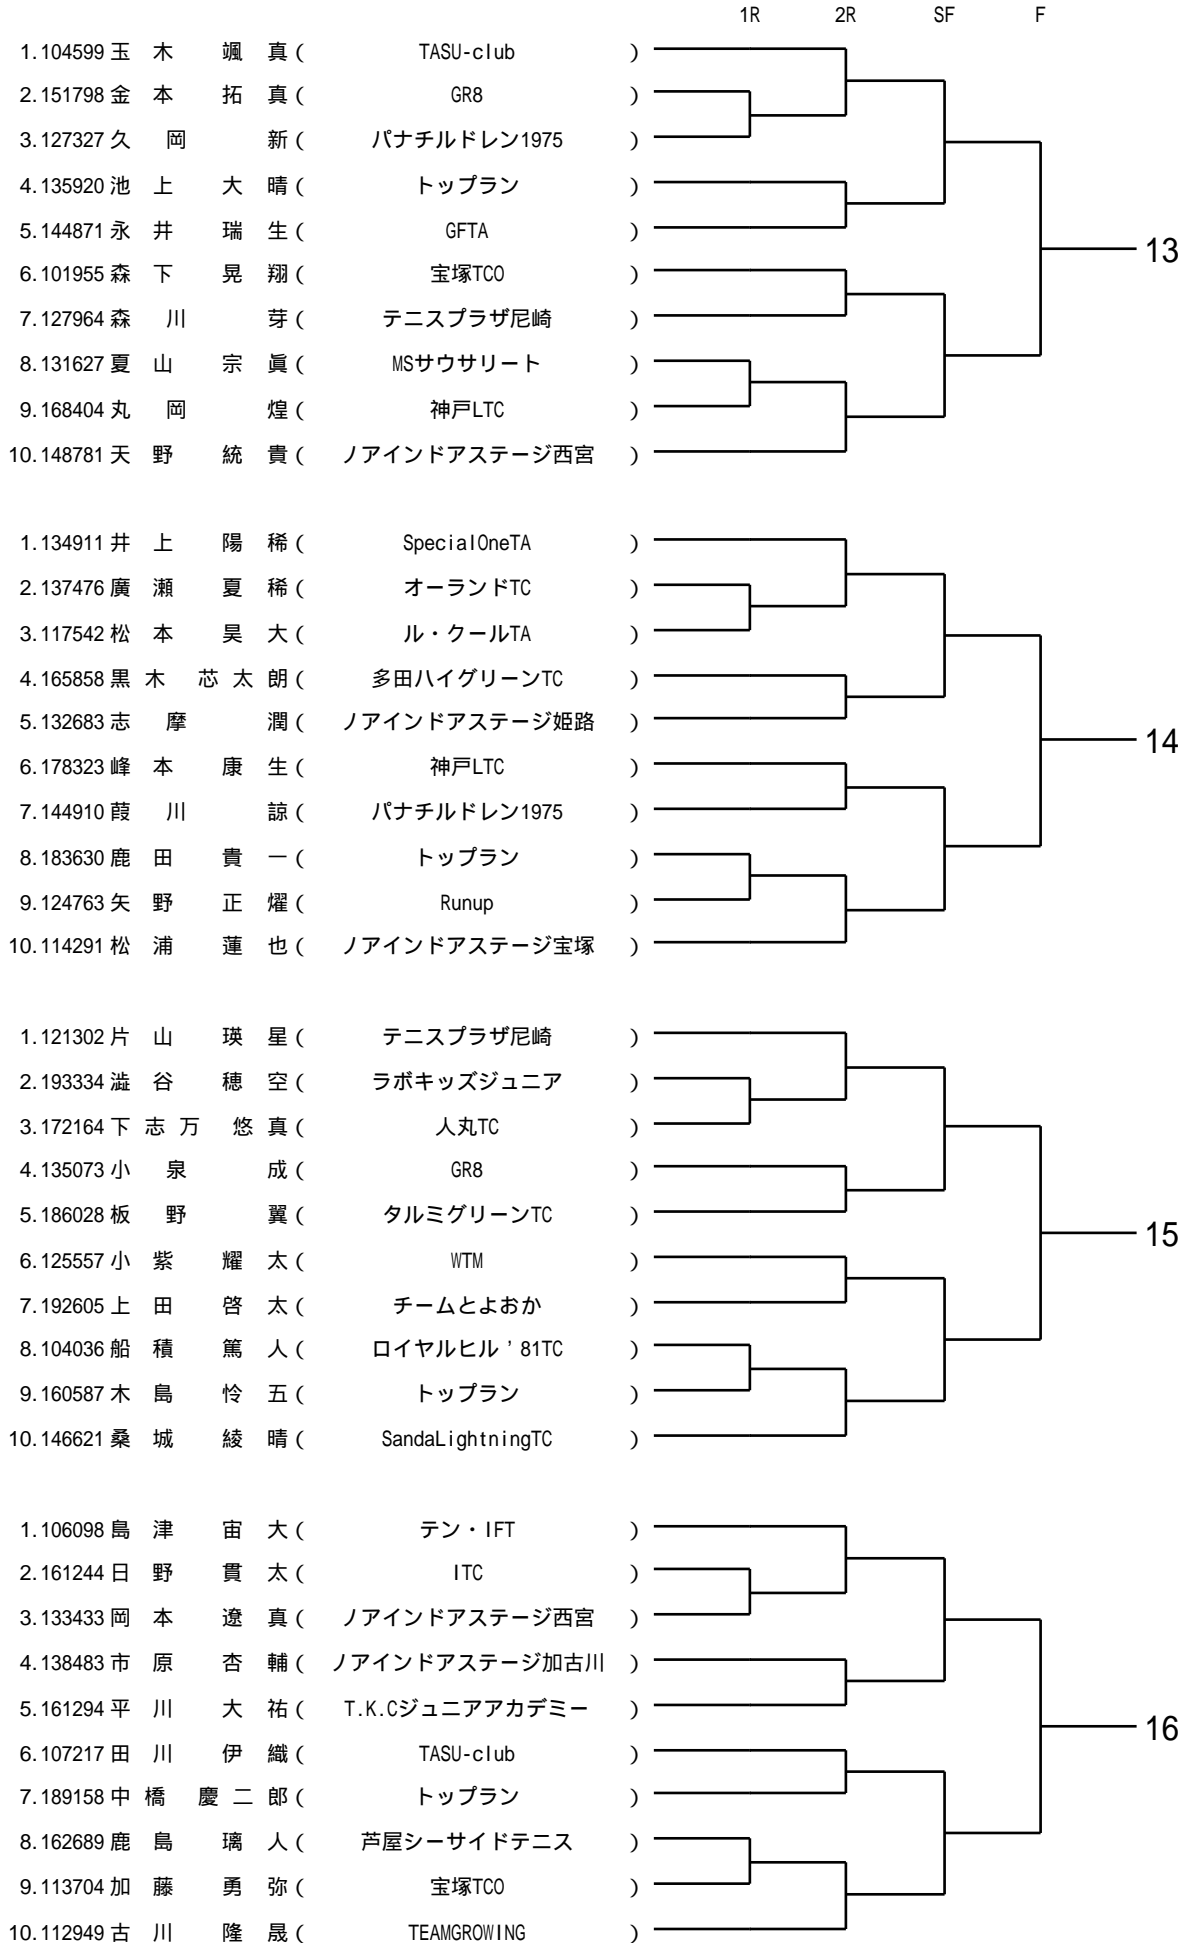 1R 2R SF F
1.104599 玉木 颯真 ( TASU-club )
2.151798 金本 拓真 ( GR8 )
3.127327 久岡 新 ( パナチルドレン1975 )
4.135920 池上 大晴 ( トップラン )
5.144871 永井 瑞生 ( GFTA )
13
6.101955 森下 晃翔 ( 宝塚TCO )
7.127964 森川 芽 ( テニスプラザ尼崎 )
8.131627 夏山 宗眞 ( MSサウサリート )
9.168404 丸岡 煌 ( 神戸LTC )
10.148781 天野 統貴 ( ノアインドアステージ西宮 )
1.134911 井上 陽稀 ( SpecialOneTA )
2.137476 廣瀬 夏稀 ( オーランドTC )
3.117542 松本 昊大 ( ル・クールTA )
4.165858 黒木 芯太朗 ( 多田ハイグリーンTC )
5.132683 志摩 潤 ( ノアインドアステージ姫路 )
14
6.178323 峰本 康生 ( 神戸LTC )
7.144910 葭川 諒 ( パナチルドレン1975 )
8.183630 鹿田 貴一 ( トップラン )
9.124763 矢野 正燿 ( Runup )
10.114291 松浦 蓮也 ( ノアインドアステージ宝塚 )
1.121302 片山 瑛星 ( テニスプラザ尼崎 )
2.193334 澁谷 穂空 ( ラボキッズジュニア )
3.172164 下志万 悠真 ( 人丸TC )
4.135073 小泉 成 ( GR8 )
5.186028 板野 翼 ( タルミグリーンTC )
15
6.125557 小紫 耀太 ( WTM )
7.192605 上田 啓太 ( チームとよおか )
8.104036 船積 篤人 ( ロイヤルヒル'81TC )
9.160587 木島 怜五 ( トップラン )
10.146621 桑城 綾晴 ( SandaLightningTC )
1.106098 島津 宙大 ( テン・IFT )
2.161244 日野 貫太 ( ITC )
3.133433 岡本 遼真 ( ノアインドアステージ西宮 )
4.138483 市原 杏輔 ( ノアインドアステージ加古川 )
5.161294 平川 大祐 ( T.K.Cジュニアアカデミー )
16
6.107217 田川 伊織 ( TASU-club )
7.189158 中橋 慶二郎 ( トップラン )
8.162689 鹿島 璃人 ( 芦屋シーサイドテニス )
9.113704 加藤 勇弥 ( 宝塚TCO )
10.112949 古川 隆晟 ( TEAMGROWING )